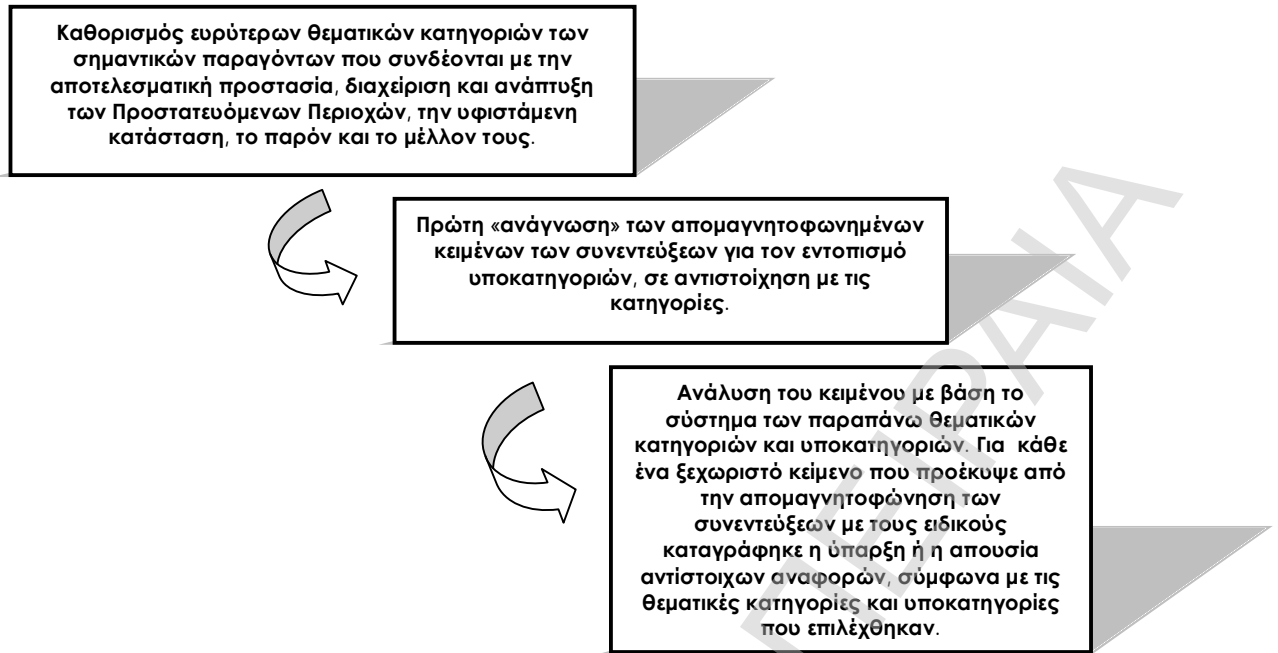 Καθορισμός ευρύτερων θεματικών κατηγοριών των
σημαντικών παραγόντων που συνδέονται με την
αποτελεσματική προστασία, διαχείριση και ανάπτυξη
των Προστατευόμενων Περιοχών, την υφιστάμενη
κατάσταση, το παρόν και το μέλλον τους.
Πρώτη «ανάγνωση» των απομαγνητοφωνημένων
κειμένων των συνεντεύξεων για τον εντοπισμό
υποκατηγοριών, σε αντιστοίχηση με τις
κατηγορίες.
Ανάλυση του κειμένου με βάση το
σύστημα των παραπάνω θεματικών
κατηγοριών και υποκατηγοριών. Για κάθε
ένα ξεχωριστό κείμενο που προέκυψε από
την απομαγνητοφώνηση των
συνεντεύξεων με τους ειδικούς
καταγράφηκε η ύπαρξη ή η απουσία
αντίστοιχων αναφορών, σύμφωνα με τις
θεματικές κατηγορίες και υποκατηγορίες
που επιλέχθηκαν.
ΠΕΙΡΑΙΑ